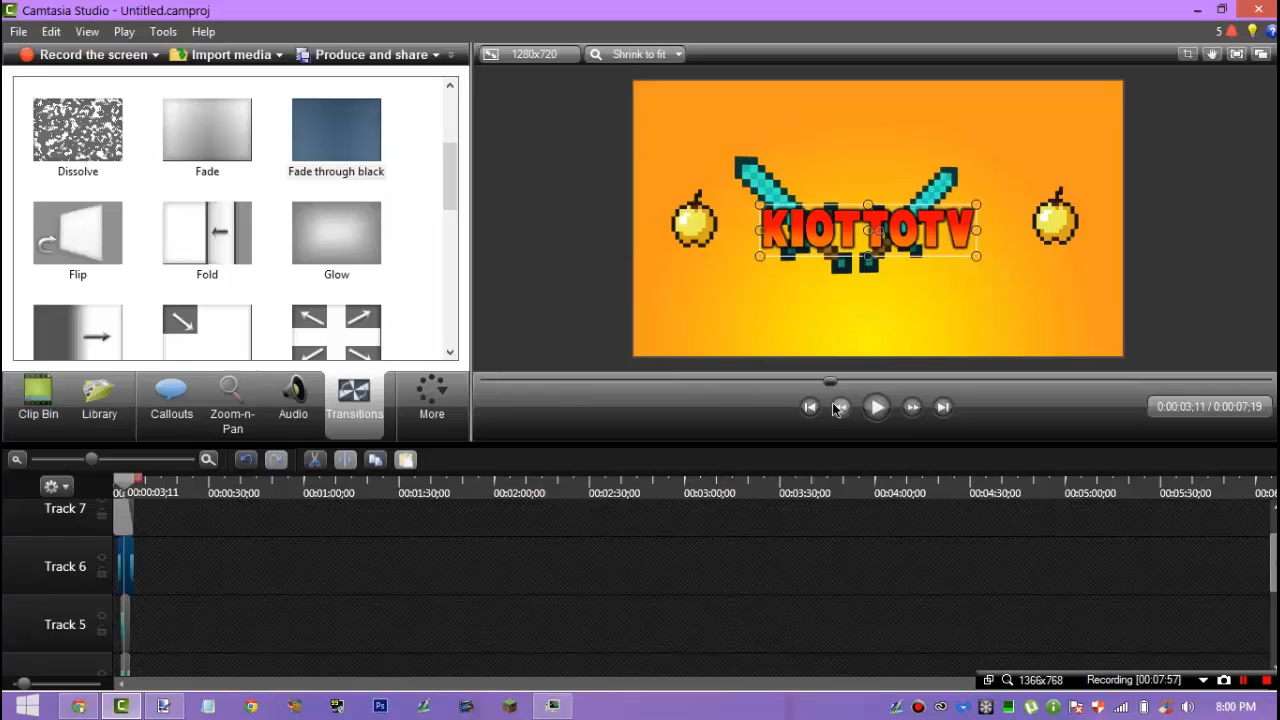 Camtasia Studio - Untitled.camproj
File Edit View Play Tools Help
5
Record the screen Import media Produce and share
1280x720 Shrink to fit
Dissolve Fade Fade through black
KIOTTOTV
Flip Fold Glow
Clip Bin Library Callouts Zoom-n-Pan Audio Transitions More
0:00:03;11 / 0:00:07;19
00:00:03;11 00:00:30;00 00:01:00;00 00:01:30;00 00:02:00;00 00:02:30;00 00:03:00;00 00:03:30;00 00:04:00;00 00:04:30;00 00:05:00;00 00:05:30;00
Track 7
Track 6
Track 5
1366x768 Recording [00:07:57]
8:00 PM